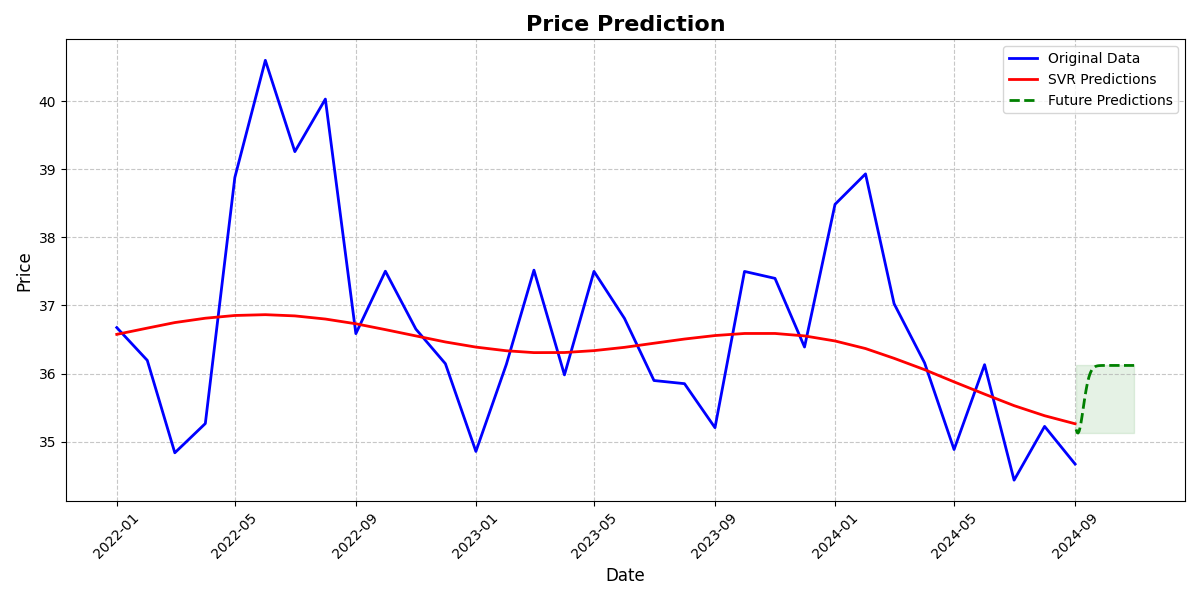 Price Prediction
Original Data
SVR Predictions
Future Predictions
Price
40
39
38
37
36
35
2022-01
2022-05
2022-09
2023-01
2023-05
2023-09
2024-01
2024-05
2024-09
Date